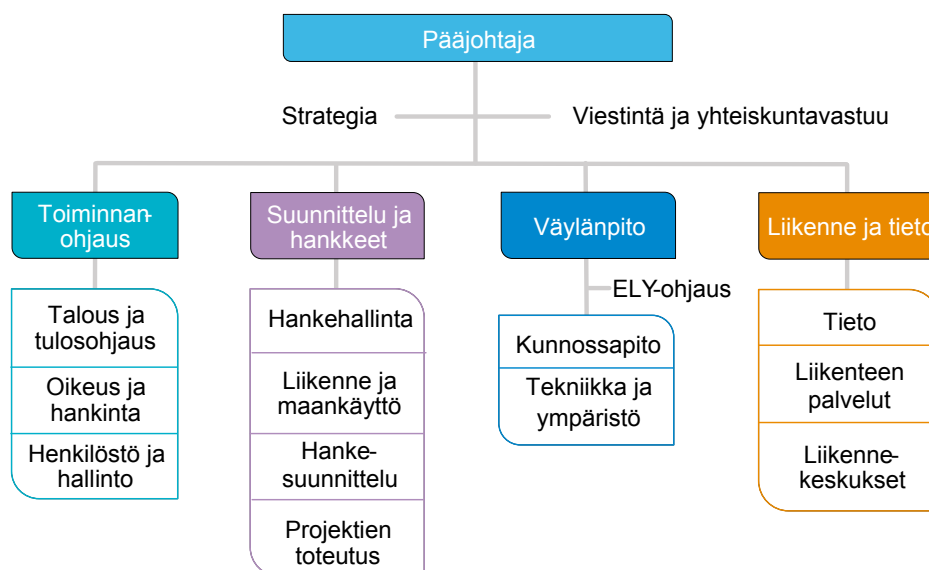 Pääjohtaja
Strategia
Viestintä ja yhteiskuntavastuu
Toiminnan-
ohjaus
Talous ja
tulosohjaus
Oikeus ja
hankinta
Henkilöstö ja
hallinto
Suunnittelu ja
hankkeet
Hankehallinta
Liikenne ja
maankäyttö
Hanke-
suunnittelu
Projektien
toteutus
Väylänpito
ELY-ohjaus
Kunnossapito
Tekniikka ja
ympäristö
Liikenne ja tieto
Tieto
Liikenteen
palvelut
Liikenne-
keskukset